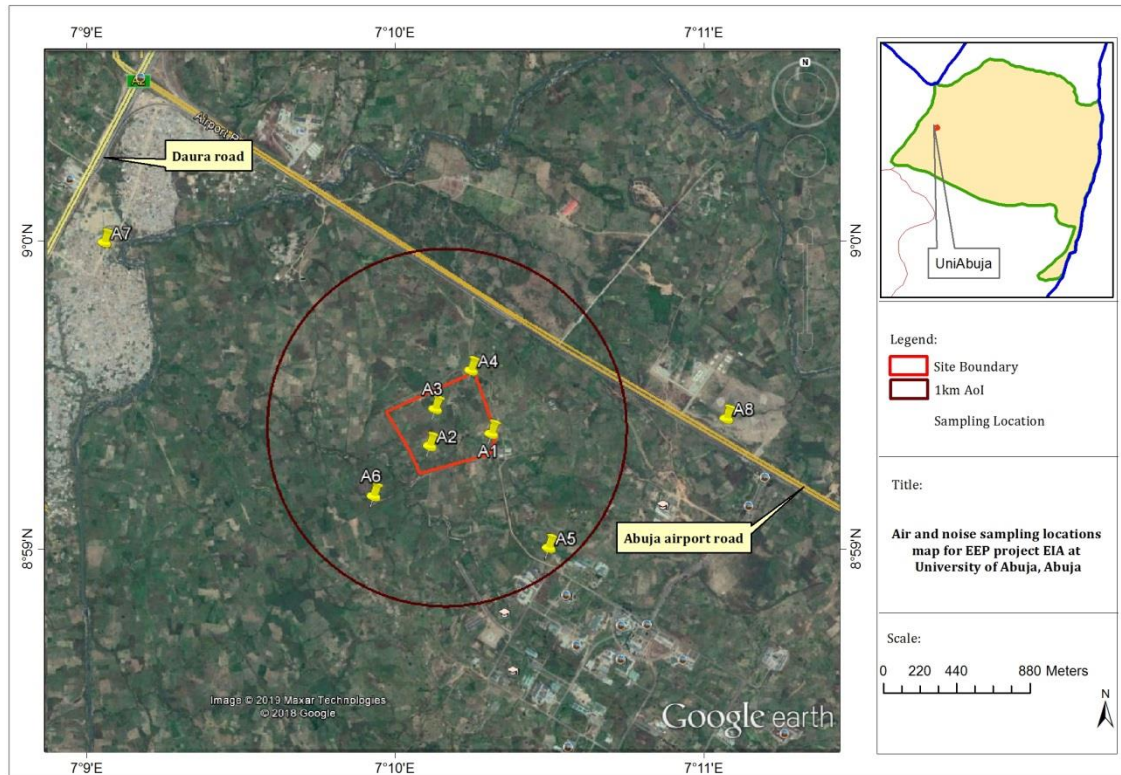 7°9'E
7°10'E
7°11'E
N
A2
Daura road
A7
9°0'N
9°0'N
UniAbuja
A4
A3
A8
A2
A1
A6
A5
Abuja airport road
8°59'N
8°59'N
Image © 2019 Maxar Technologies
© 2018 Google
Google earth
7°9'E
7°10'E
7°11'E
Legend:
Site Boundary
1km AoI
Sampling Location
Title:
Air and noise sampling locations
map for EEP project EIA at
University of Abuja, Abuja
Scale:
0 220 440 880 Meters
N